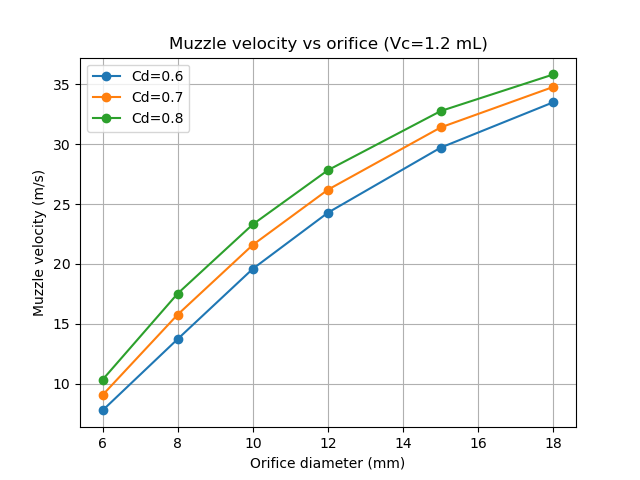 Muzzle velocity vs orifice (Vc=1.2 mL)
Cd=0.6
Cd=0.7
Cd=0.8
35
30
25
20
15
10
Muzzle velocity (m/s)
6 8 10 12 14 16 18
Orifice diameter (mm)